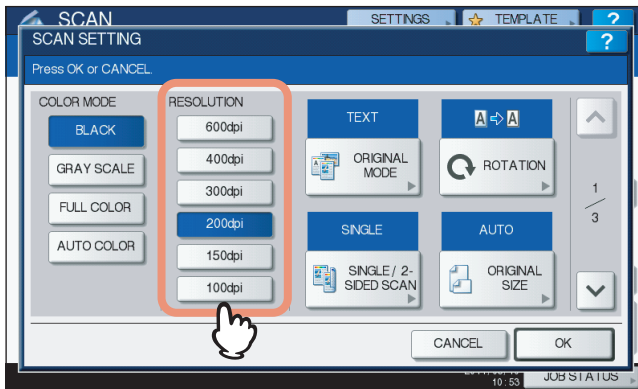 SCAN
SETTINGS
TEMPLATE
?
SCAN SETTING
?
Press OK or CANCEL.
COLOR MODE
BLACK
GRAY SCALE
FULL COLOR
AUTO COLOR
RESOLUTION
600dpi
400dpi
300dpi
200dpi
150dpi
100dpi
TEXT
ORIGINAL
MODE
A A
ROTATION
SINGLE
SINGLE / 2-
SIDED SCAN
AUTO
ORIGINAL
SIZE
1
3
CANCEL
OK
10:53
JOB STATUS